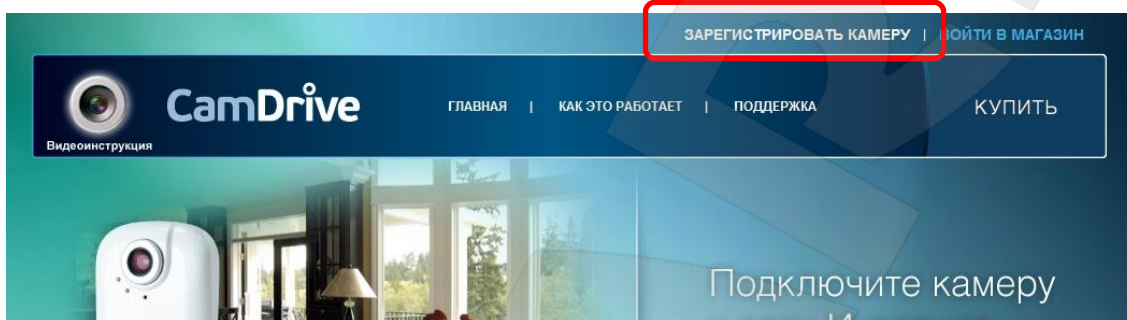 ЗАРЕГИСТРИРОВАТЬ КАМЕРУ | ВОЙТИ В МАГАЗИН
CamDrive ГЛАВНАЯ | КАК ЭТО РАБОТАЕТ | ПОДДЕРЖКА КУПИТЬ
Видеоинструкция
Подключите камеру